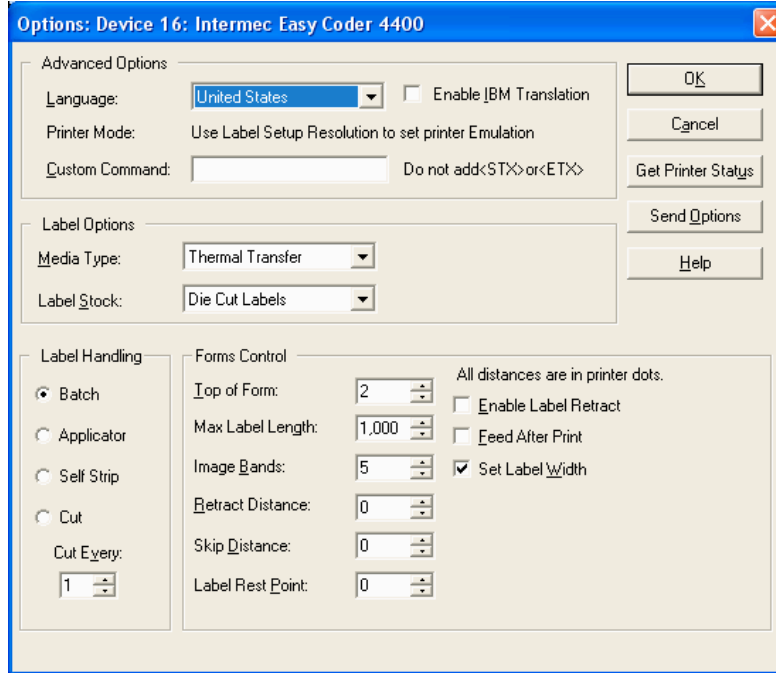 Options: Device 16: Intermec Easy Coder 4400
Advanced Options
Language: United States Enable IBM Translation
Printer Mode: Use Label Setup Resolution to set printer Emulation
Custom Command: Do not add<STX>or<ETX>
OK
Cancel
Get Printer Status
Send Options
Help
Label Options
Media Type: Thermal Transfer
Label Stock: Die Cut Labels
Label Handling
Batch
Applicator
Self Strip
Cut
Cut Every:
1
Forms Control
All distances are in printer dots.
Top of Form: 2
Enable Label Retract
Max Label Length: 1,000
Feed After Print
Image Bands: 5
Set Label Width
Retract Distance: 0
Skip Distance: 0
Label Rest Point: 0